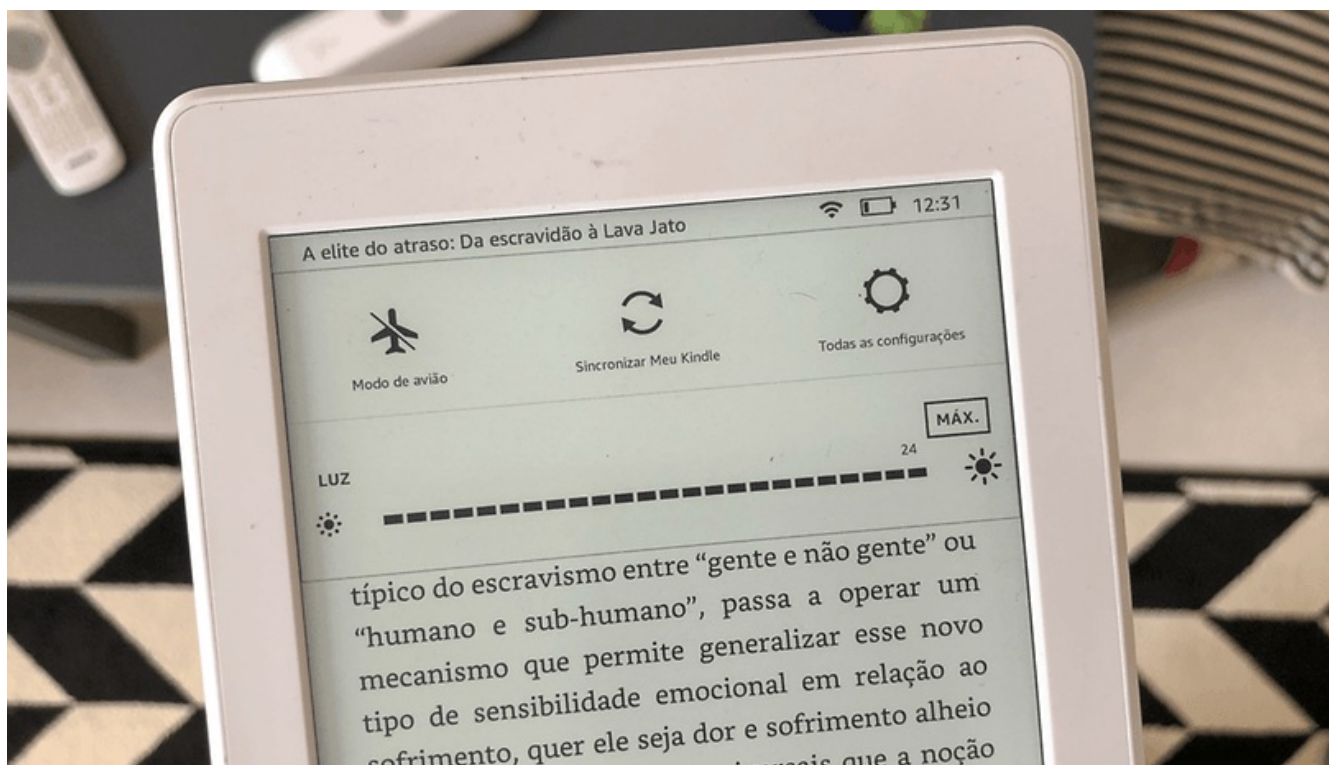 A elite do atraso: Da escravidão à Lava Jato 12:31
Modo de avião Sincronizar Meu Kindle Todas as configurações
MÁX.
LUZ 24
típico do escravismo entre “gente e não gente” ou
“humano e sub-humano”, passa a operar um
mecanismo que permite generalizar esse novo
tipo de sensibilidade emocional em relação ao
sofrimento, quer ele seja dor e sofrimento alheio
que a noção